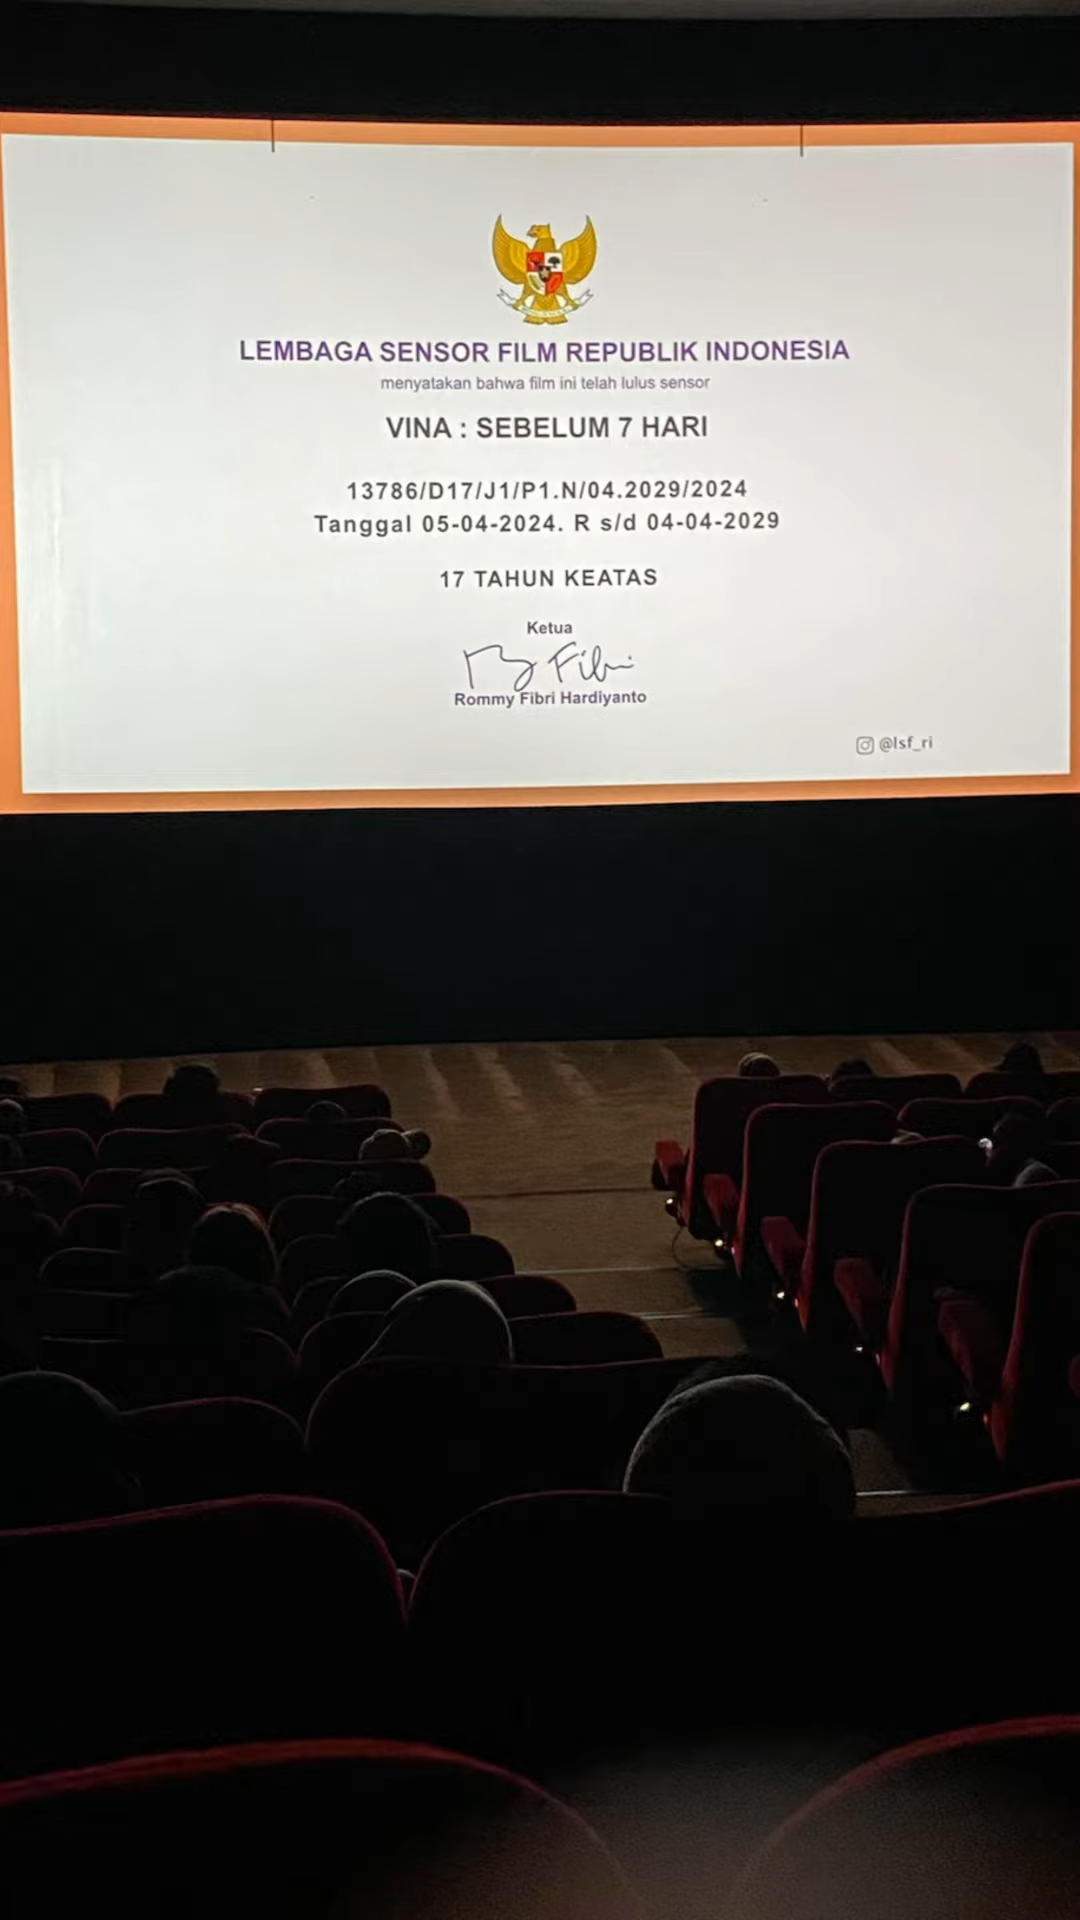 LEMBAGA SENSOR FILM REPUBLIK INDONESIA
menyatakan bahwa film ini telah lulus sensor
VINA : SEBELUM 7 HARI
13786/D17/J1/P1.N/04.2029/2024
Tanggal 05-04-2024. R s/d 04-04-2029
17 TAHUN KEATAS
Ketua
Rommy Fibri Hardiyanto
@lsf_ri